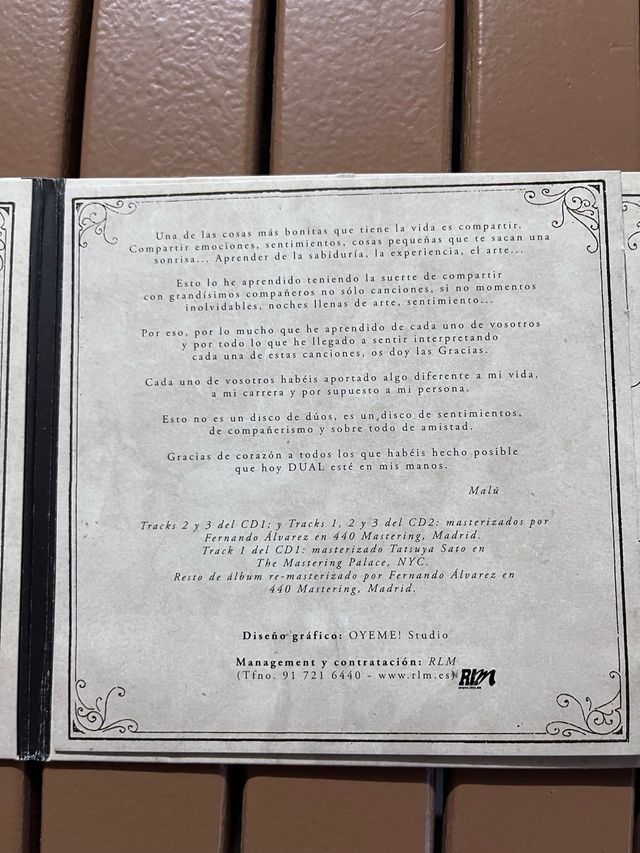 Una de las cosas más bonitas que tiene la vida es compartir.
Compartir emociones, sentimientos, cosas pequeñas que te sacan una
sonrisa... Aprender de la sabiduría, la experiencia, el arte...
Esto lo he aprendido teniendo la suerte de compartir
con grandísimos compañeros no sólo canciones, si no momentos
inolvidables, noches llenas de arte, sentimiento...
Por eso, por lo mucho que he aprendido de cada uno de vosotros
y por todo lo que he llegado a sentir interpretando
cada una de estas canciones, os doy las Gracias.
Cada uno de vosotros habéis aportado algo diferente a mi vida,
a mi carrera y por supuesto a mi persona.
Esto no es un disco de dúos, es un disco de sentimientos,
de compañerismo y sobre todo de amistad.
Gracias de corazón a todos los que habéis hecho posible
que hoy DUAL esté en mis manos.
Malú
Tracks 2 y 3 del CD1; y Tracks 1, 2 y 3 del CD2: masterizados por
Fernando Álvarez en 440 Mastering, Madrid.
Track 1 del CD1: masterizado Tatsuya Sato en
The Mastering Palace, NYC.
Resto de álbum re-masterizado por Fernando Álvarez en
440 Mastering, Madrid.
Diseño gráfico: OYEME! Studio
Management y contratación: RLM
(Tfno. 91 721 6440 - www.rlm.es)
RLM
www.rlm.es